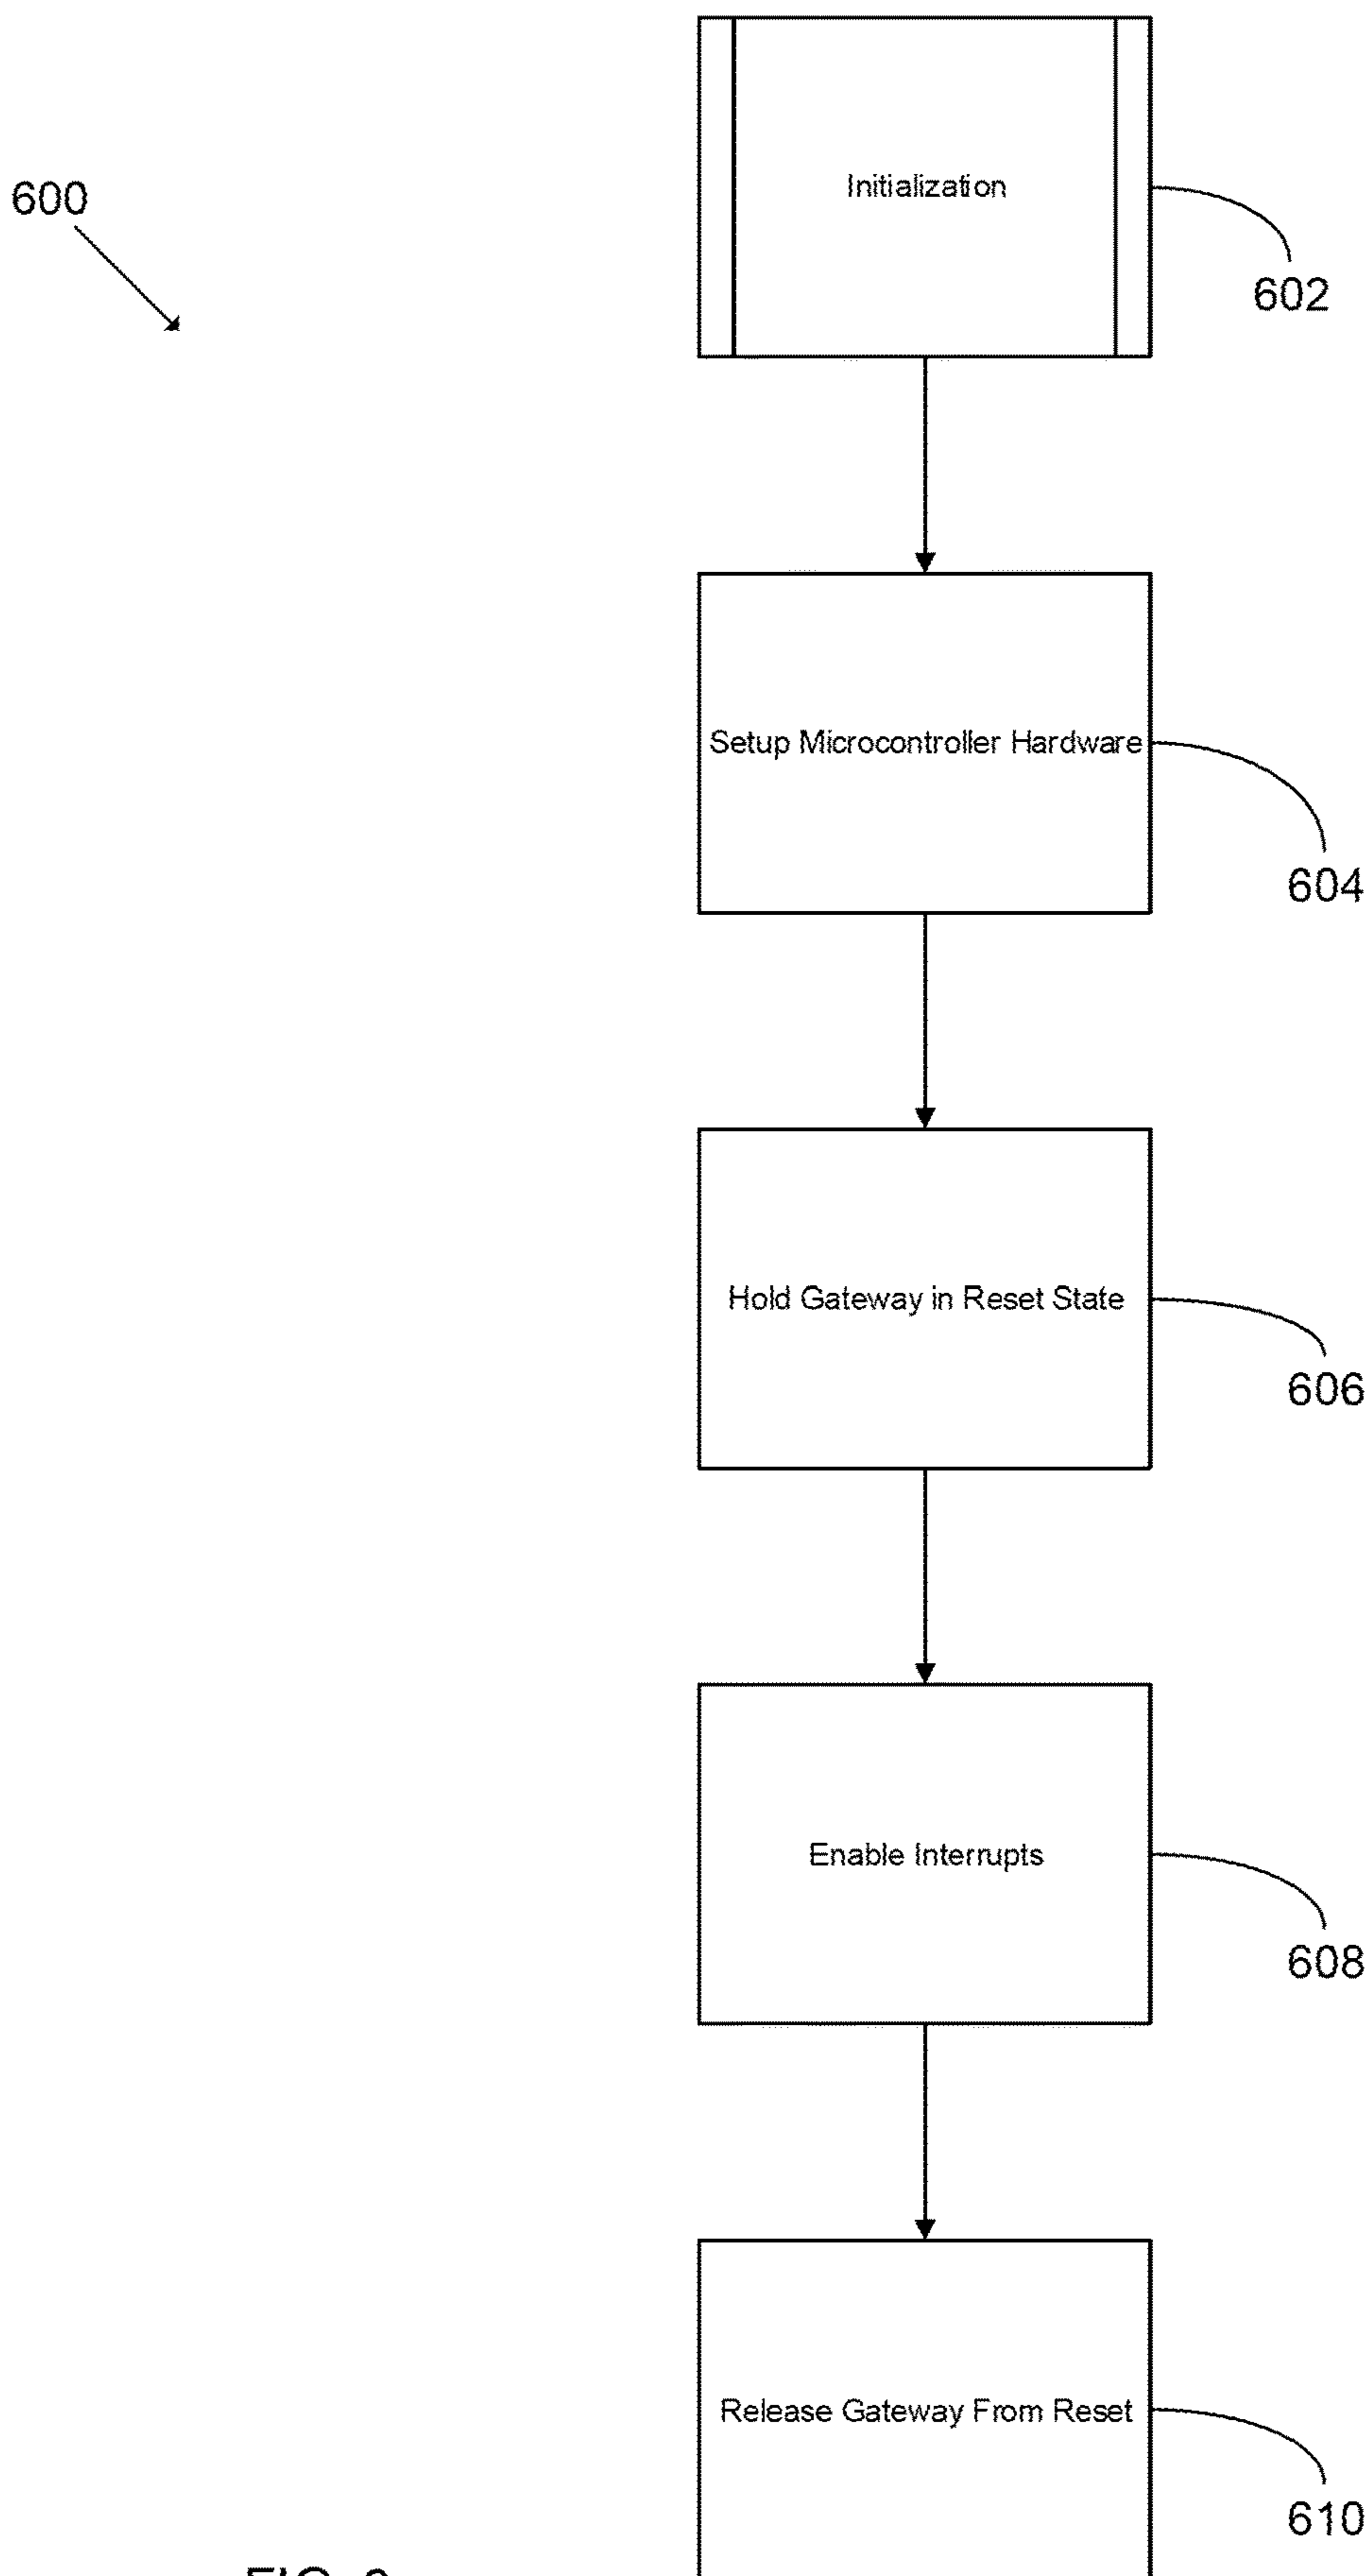 Initialization
600
602
Setup Microcontroller Hardware
604
Hold Gateway in Reset State
606
Enable Interrupts
608
Release Gateway From Reset
610
FIG.